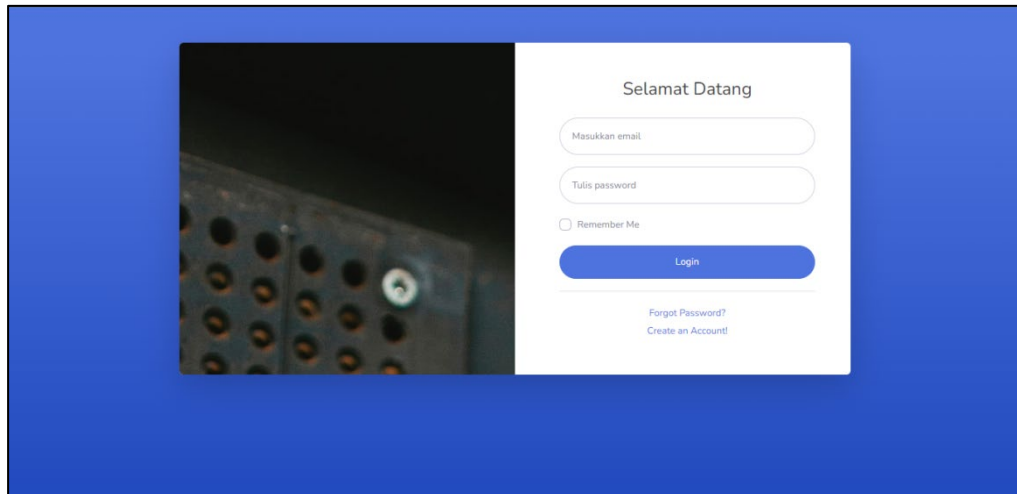 Selamat Datang
Masukkan email
Tulis password
Remember Me
Login
Forgot Password?
Create an Account!